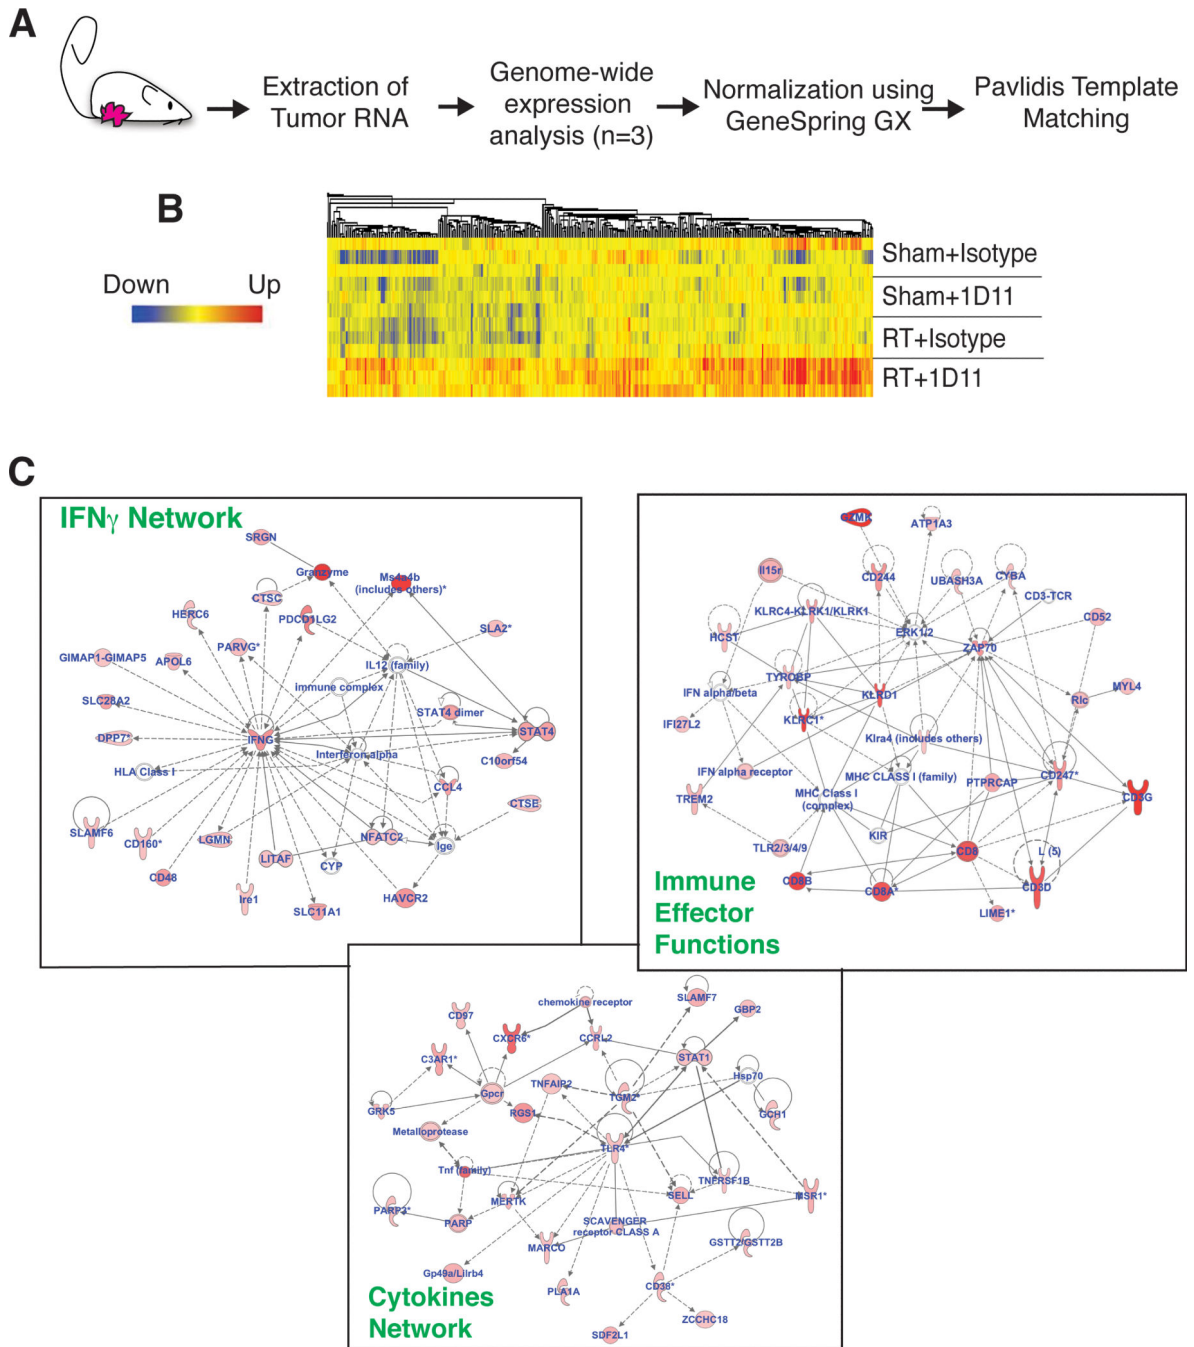 A
Extraction of
Tumor RNA
Genome-wide
expression
analysis (n=3)
Normalization using
GeneSpring GX
Pavlidis Template
Matching
B
Down
Up
Sham+Isotype
Sham+1D11
RT+Isotype
RT+1D11
C
IFNγ Network
SRGN
Granzyme
Ms4a4b
(includes others)*
CTSC
HERC6
PDCD1LG2
SLA2*
PARVG*
GIMAP1-GIMAP5
APOL6
IL12 (family)
immune complex
SLC28A2
STAT4 dimer
STAT4
DPP7*
IFNG
Interferon alpha
C10orf54
HLA Class I
CCL4
CTSE
SLAMF6
CD160*
LGMN
NFATC2
Ige
LITAF
CYP
CD48
Ire1
SLC11A1
HAVCR2
GZMK
ATP1A3
Il15r
CD244
UBASH3A
CYBA
CD3-TCR
KLRC4-KLRK1/KLRK1
CD52
HCST
ERK1/2
ZAP70
TYROBP
IFN alpha/beta
KLRD1
MYL4
Rlc
IFI27L2
KLRC1*
Klra4 (includes others)
IFN alpha receptor
MHC CLASS I (family)
PTPRCAP
CD247*
TREM2
MHC Class I
(complex)
CD3G
KIR
TLR2/3/4/9
CD8
L (5)
CD8B
CD8A*
CD3D
LIME1*
Immune
Effector
Functions
chemokine receptor
SLAMF7
CD97
GBP2
CXCR6*
CCRL2
C3AR1*
STAT1
Hsp70
Gpcr
TNFAIP2
TGM2*
GRK5
RGS1
GCH1
Metalloprotease
TLR4*
Tnf (family)
TNFRSF1B
MERTK
SELL
MSR1*
PARP3*
PARP
SCAVENGER
receptor CLASS A
MARCO
GSTT2/GSTT2B
Gp49a/Lilrb4
PLA1A
CD38*
ZCCHC18
SDF2L1
Cytokines
Network